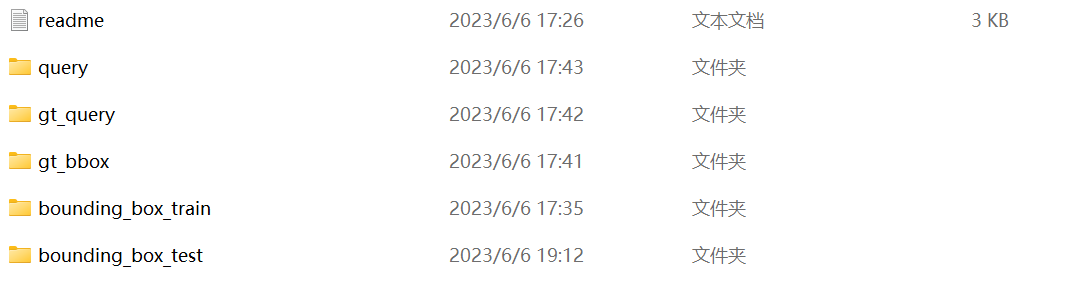 readme 2023/6/6 17:26 文本文档 3 KB
query 2023/6/6 17:43 文件夹
gt_query 2023/6/6 17:42 文件夹
gt_bbox 2023/6/6 17:41 文件夹
bounding_box_train 2023/6/6 17:35 文件夹
bounding_box_test 2023/6/6 19:12 文件夹